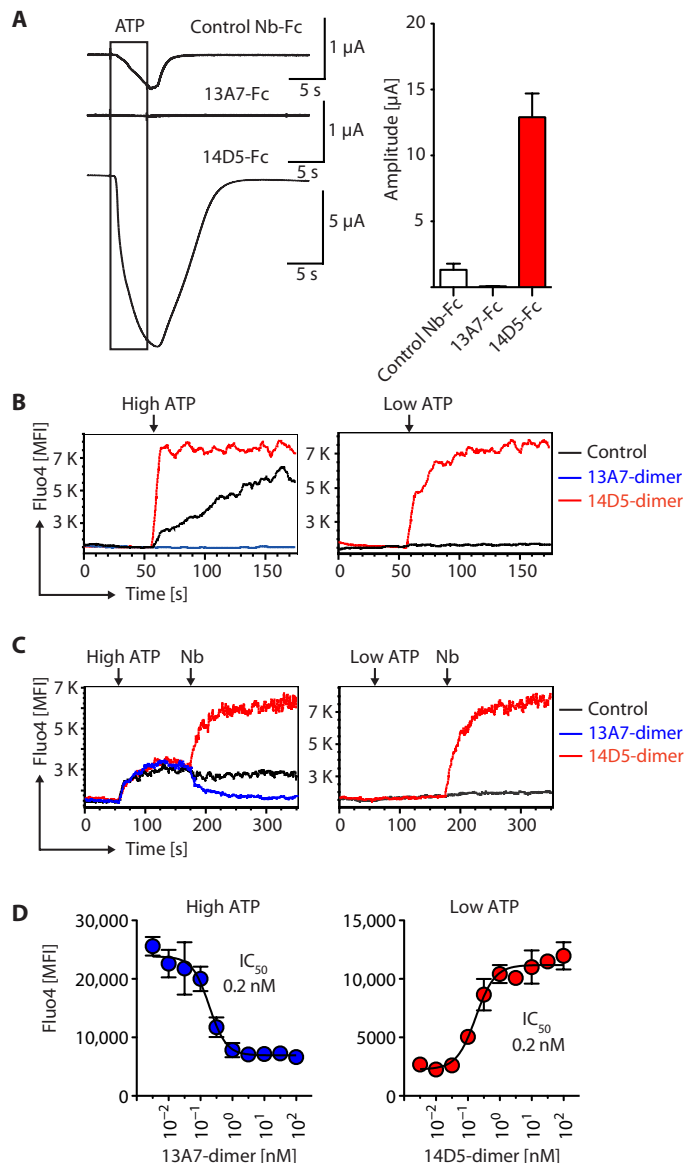 A
ATP
Control Nb-Fc
1 µA
5 s
13A7-Fc
1 µA
5 s
14D5-Fc
5 µA
5 s
Amplitude [µA]
20
15
10
5
Control Nb-Fc
13A7-Fc
14D5-Fc
B
High ATP
Low ATP
Fluo4 [MFI]
7 K
5 K
3 K
0
50
100
150
7 K
5 K
3 K
0
50
100
150
Time [s]
Control
13A7-dimer
14D5-dimer
C
High ATP
Nb
Low ATP
Nb
Fluo4 [MFI]
7 K
5 K
3 K
0
100
200
300
7 K
5 K
3 K
0
100
200
300
Time [s]
Control
13A7-dimer
14D5-dimer
D
High ATP
Low ATP
Fluo4 [MFI]
30,000
20,000
10,000
0
IC50
0.2 nM
10−2
10−1
100
101
102
13A7-dimer [nM]
15,000
10,000
5000
0
IC50
0.2 nM
10−2
10−1
100
101
102
14D5-dimer [nM]